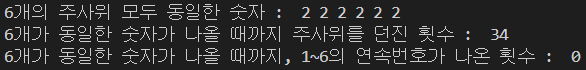 6개의 주사위 모두 동일한 숫자 :  2 2 2 2 2 2
6개가 동일한 숫자가 나올 때까지 주사위를 던진 횟수 :  34
6개가 동일한 숫자가 나올 때까지, 1~6의 연속번호가 나온 횟수 :  0